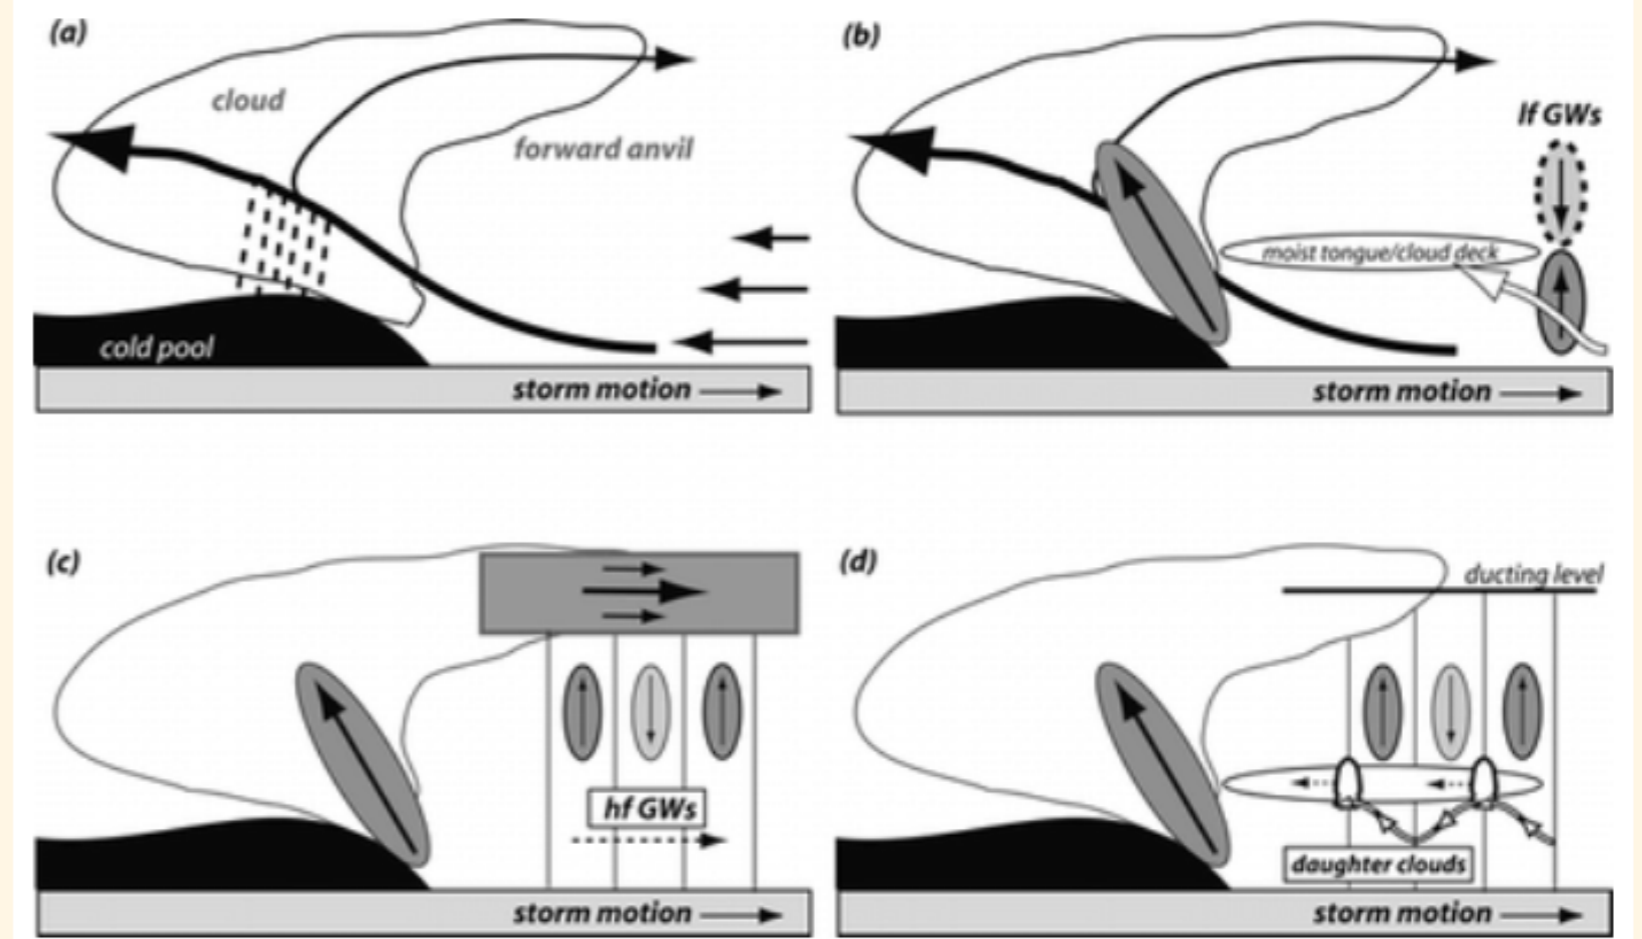 (a)
cloud
forward anvil
cold pool
storm motion
(b)
lf GWs
moist tongue/cloud deck
storm motion
(c)
hf GWs
storm motion
(d)
ducting level
daughter clouds
storm motion